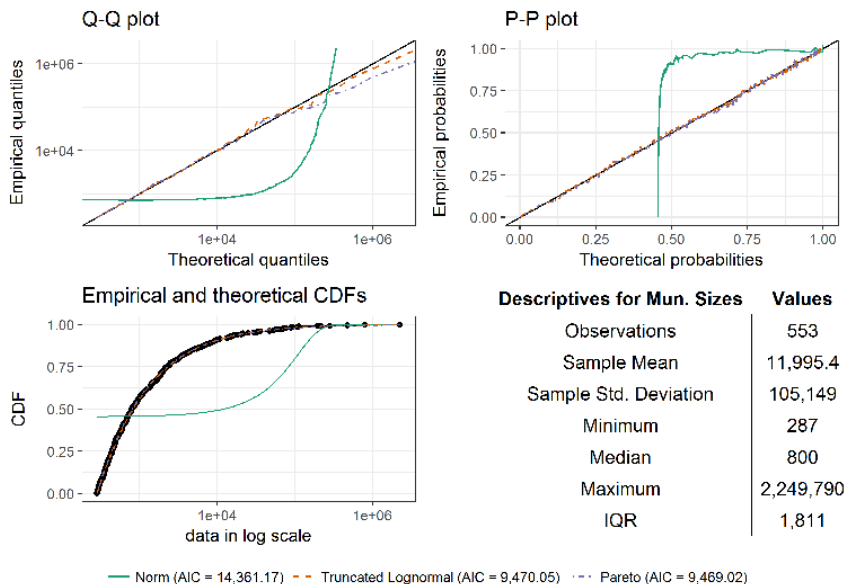 Q-Q plot
Empirical quantiles
1e+06
1e+04
1e+04 1e+06
Theoretical quantiles
P-P plot
Empirical probabilities
1.00
0.75
0.50
0.25
0.00
0.00 0.25 0.50 0.75 1.00
Theoretical probabilities
Empirical and theoretical CDFs
CDF
1.00
0.75
0.50
0.25
0.00
1e+04 1e+06
data in log scale
Descriptives for Mun. Sizes Values
Observations 553
Sample Mean 11,995.4
Sample Std. Deviation 105,149
Minimum 287
Median 800
Maximum 2,249,790
IQR 1,811
Norm (AIC = 14,361.17) Truncated Lognormal (AIC = 9,470.05) Pareto (AIC = 9,469.02)